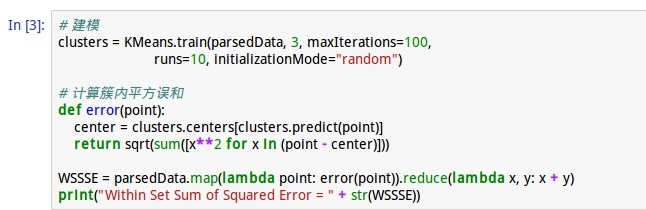 In [3]:
# 建模
clusters = KMeans.train(parsedData, 3, maxIterations=100,
runs=10, initializationMode="random")
# 计算簇内平方误和
def error(point):
center = clusters.centers[clusters.predict(point)]
return sqrt(sum([x**2 for x in (point - center)]))
WSSSE = parsedData.map(lambda point: error(point)).reduce(lambda x, y: x + y)
print("Within Set Sum of Squared Error = " + str(WSSSE))